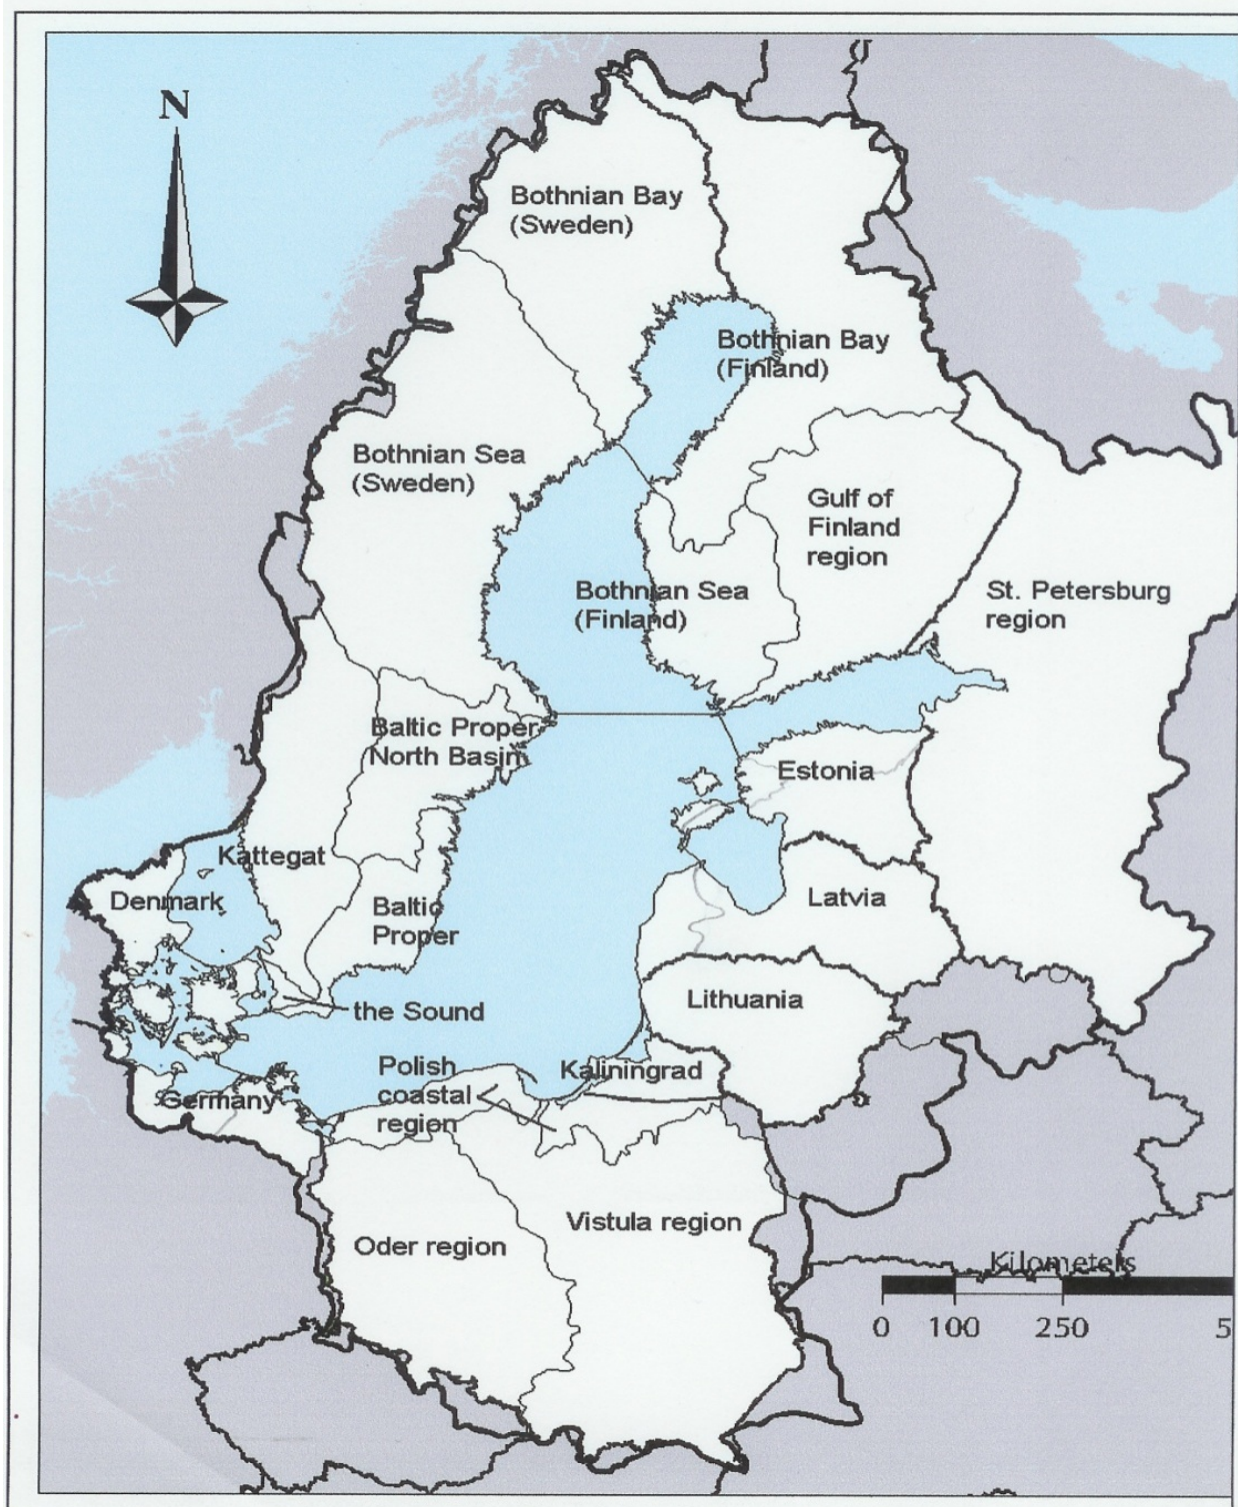 N
Bothnian Bay
(Sweden)
Bothnian Bay
(Finland)
Bothnian Sea
(Sweden)
Gulf of
Finland
region
Bothnian Sea
(Finland)
St. Petersburg
region
Baltic Proper
North Basin
Estonia
Kattegat
Denmark
Baltic
Proper
Latvia
Lithuania
the Sound
Polish
coastal
region
Kaliningrad
Germany
Vistula region
Oder region
Kilometers
0 100 250 5